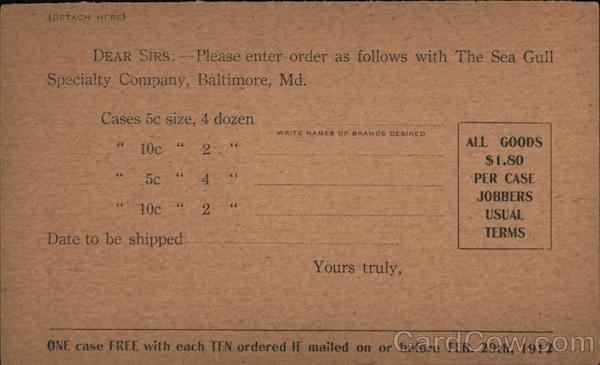 (DETACH HERE)
DEAR SIRS:—Please enter order as follows with The Sea Gull
Specialty Company, Baltimore, Md.
Cases 5c size, 4 dozen
WRITE NAMES OF BRANDS DESIRED
“ 10c “ 2 “
“ 5c “ 4 “
“ 10c “ 2 “
ALL GOODS
$1.80
PER CASE
JOBBERS
USUAL
TERMS
Date to be shipped
Yours truly,
ONE case FREE with each TEN ordered IF mailed on or before FEB. 29th, 1912
CardCow.com